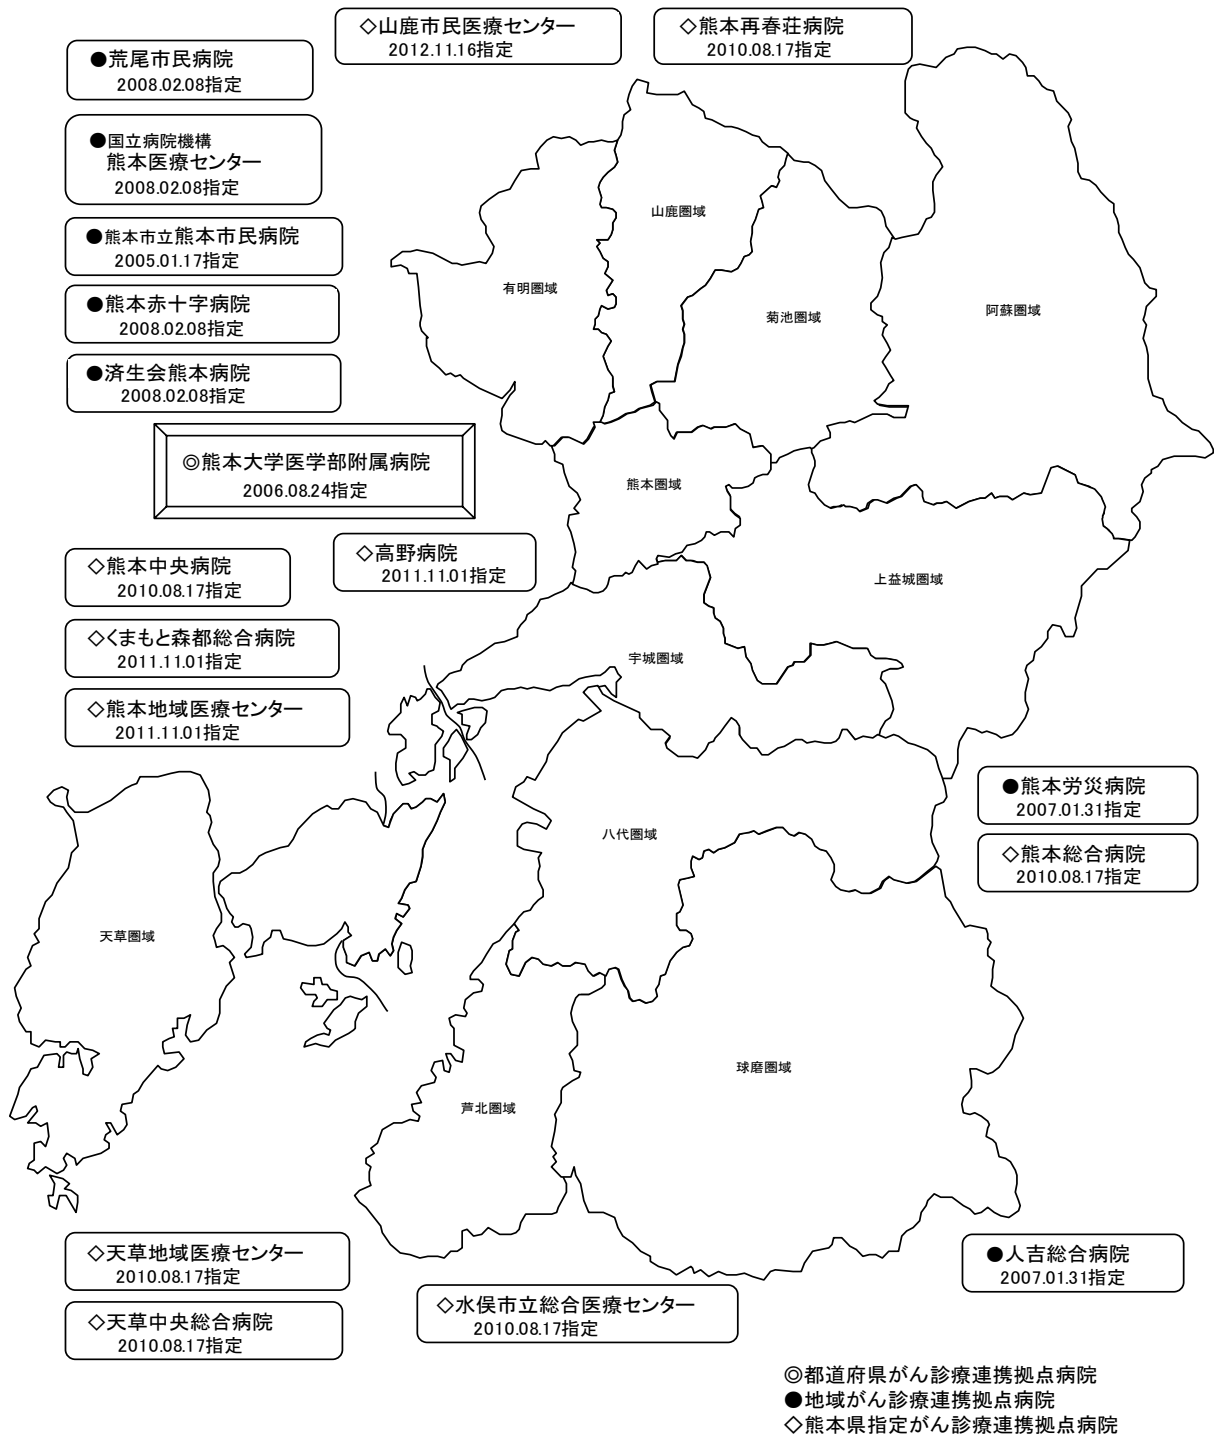 ◇山鹿市民医療センター
2012.11.16指定
◇熊本再春荘病院
2010.08.17指定
●荒尾市民病院
2008.02.08指定
●国立病院機構
熊本医療センター
2008.02.08指定
●熊本市立熊本市民病院
2005.01.17指定
●熊本赤十字病院
2008.02.08指定
●済生会熊本病院
2008.02.08指定
◎熊本大学医学部附属病院
2006.08.24指定
◇高野病院
2011.11.01指定
◇熊本中央病院
2010.08.17指定
◇くまもと森都総合病院
2011.11.01指定
◇熊本地域医療センター
2011.11.01指定
山鹿圏域
有明圏域
菊池圏域
阿蘇圏域
熊本圏域
上益城圏域
宇城圏域
八代圏域
天草圏域
球磨圏域
芦北圏域
●熊本労災病院
2007.01.31指定
◇熊本総合病院
2010.08.17指定
◇天草地域医療センター
2010.08.17指定
◇天草中央総合病院
2010.08.17指定
◇水俣市立総合医療センター
2010.08.17指定
●人吉総合病院
2007.01.31指定
◎都道府県がん診療連携拠点病院
●地域がん診療連携拠点病院
◇熊本県指定がん診療連携拠点病院